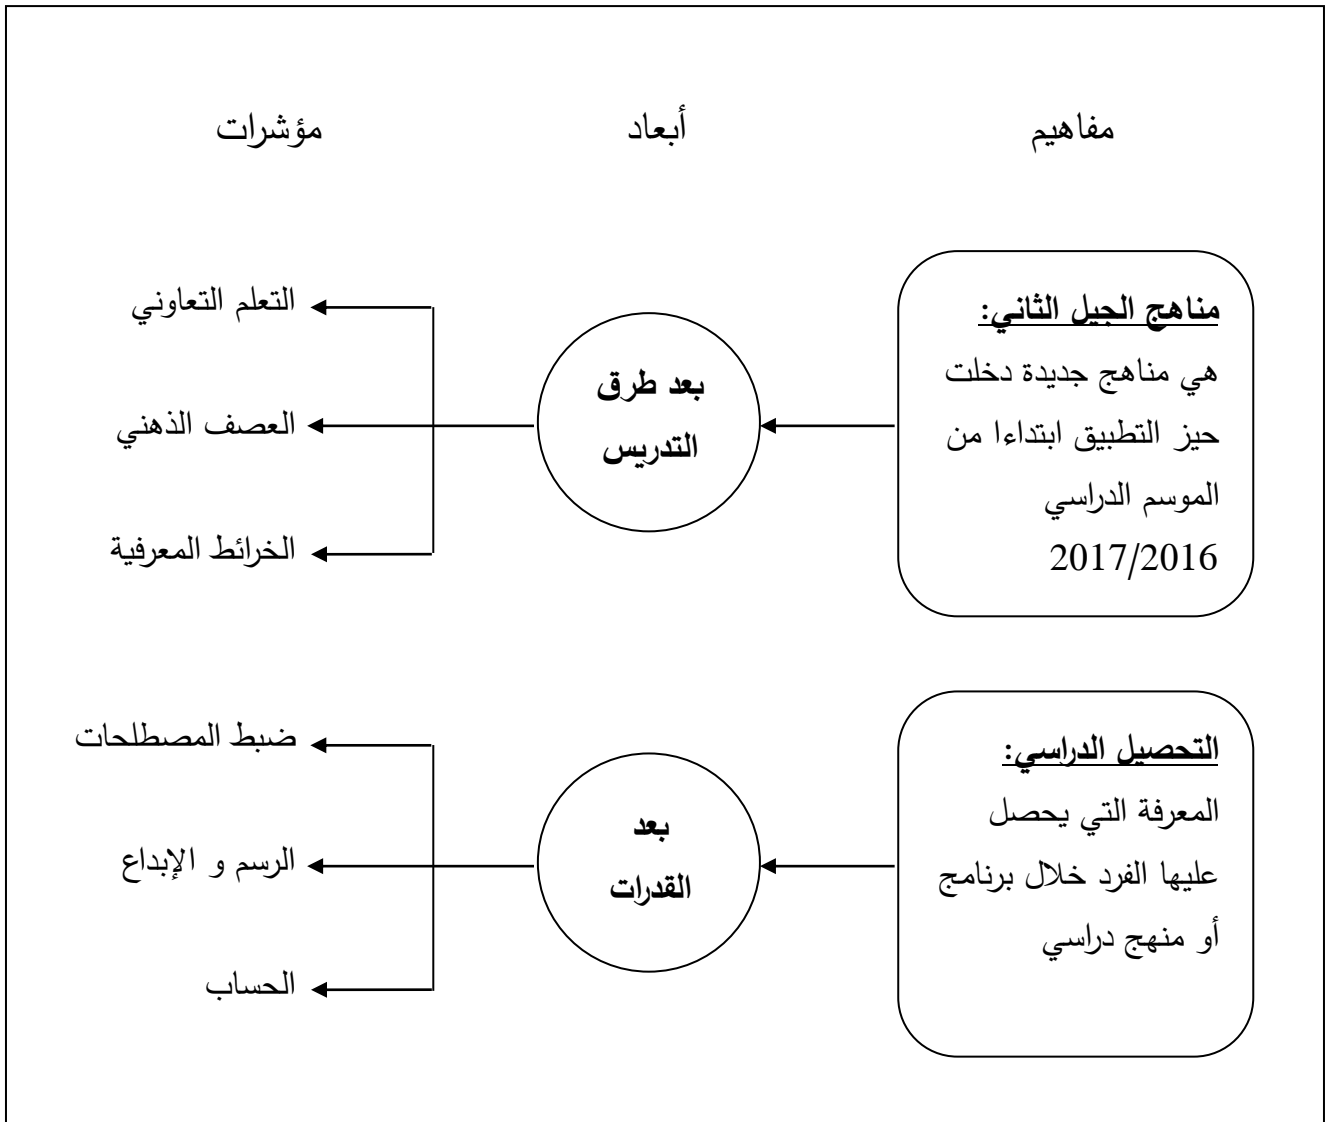 مفاهيم
أبعاد
مؤشرات
مناهج الجيل الثاني:
هي مناهج جديدة دخلت
حيز التطبيق ابتداءا من
الموسم الدراسي
2017/2016
بعد طرق
التدريس
التعلم التعاوني
العصف الذهني
الخرائط المعرفية
التحصيل الدراسي:
المعرفة التي يحصل
عليها الفرد خلال برنامج
أو منهج دراسي
بعد
القدرات
ضبط المصطلحات
الرسم و الإبداع
الحساب